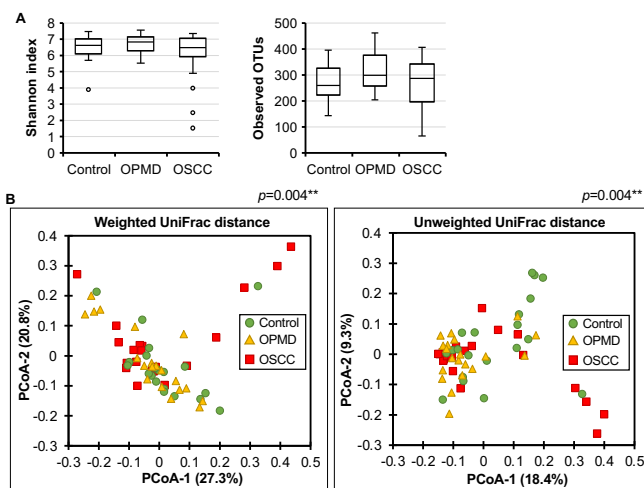 A
Shannon index
8
7
6
5
4
3
2
1
0
Control OPMD OSCC
Observed OTUs
500
400
300
200
100
0
Control OPMD OSCC
B
p=0.004**
Weighted UniFrac distance
PCoA-2 (20.8%)
0.4
0.3
0.2
0.1
0
-0.1
-0.2
-0.3
-0.3 -0.2 -0.1 0 0.1 0.2 0.3 0.4 0.5
PCoA-1 (27.3%)
Control
OPMD
OSCC
p=0.004**
Unweighted UniFrac distance
PCoA-2 (9.3%)
0.4
0.3
0.2
0.1
0
-0.1
-0.2
-0.3
-0.3 -0.2 -0.1 0 0.1 0.2 0.3 0.4 0.5
PCoA-1 (18.4%)
Control
OPMD
OSCC